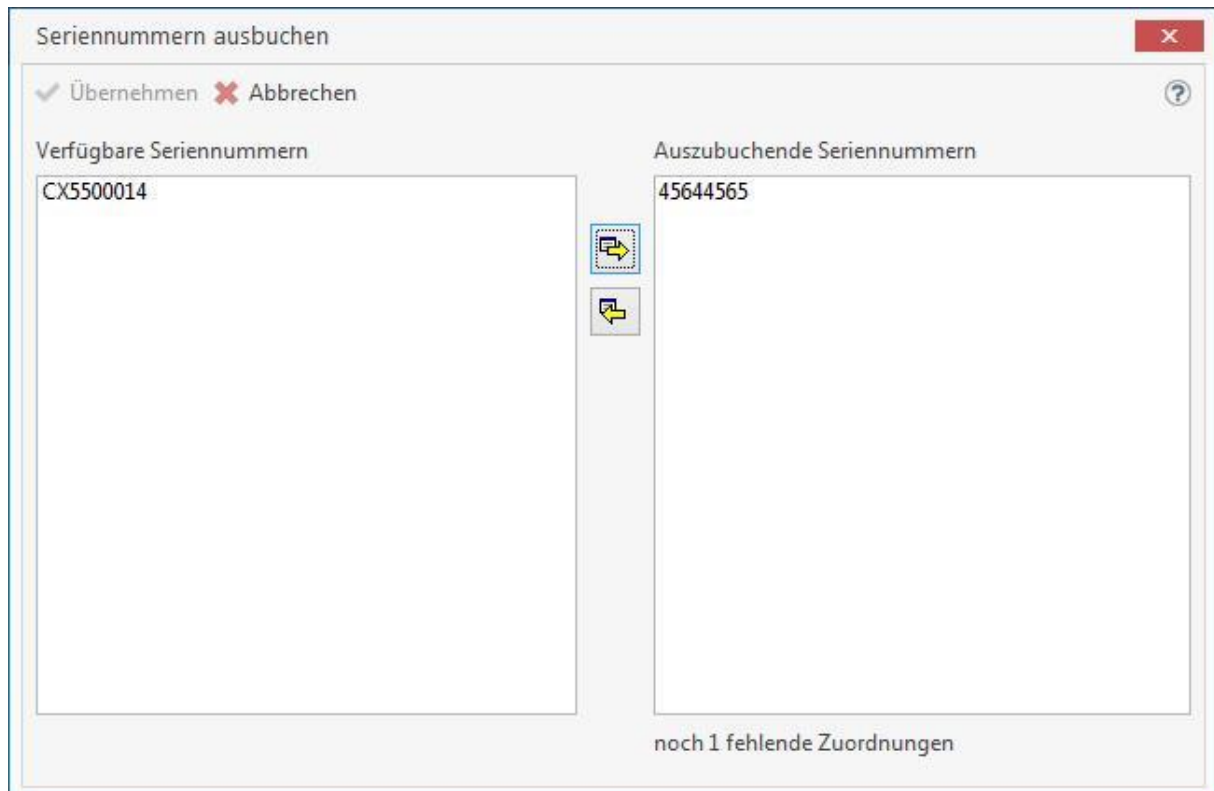 Seriennummern ausbuchen
Übernehmen Abbrechen
Verfügbare Seriennummern
CX5500014
Auszubuchende Seriennummern
45644565
noch 1 fehlende Zuordnungen